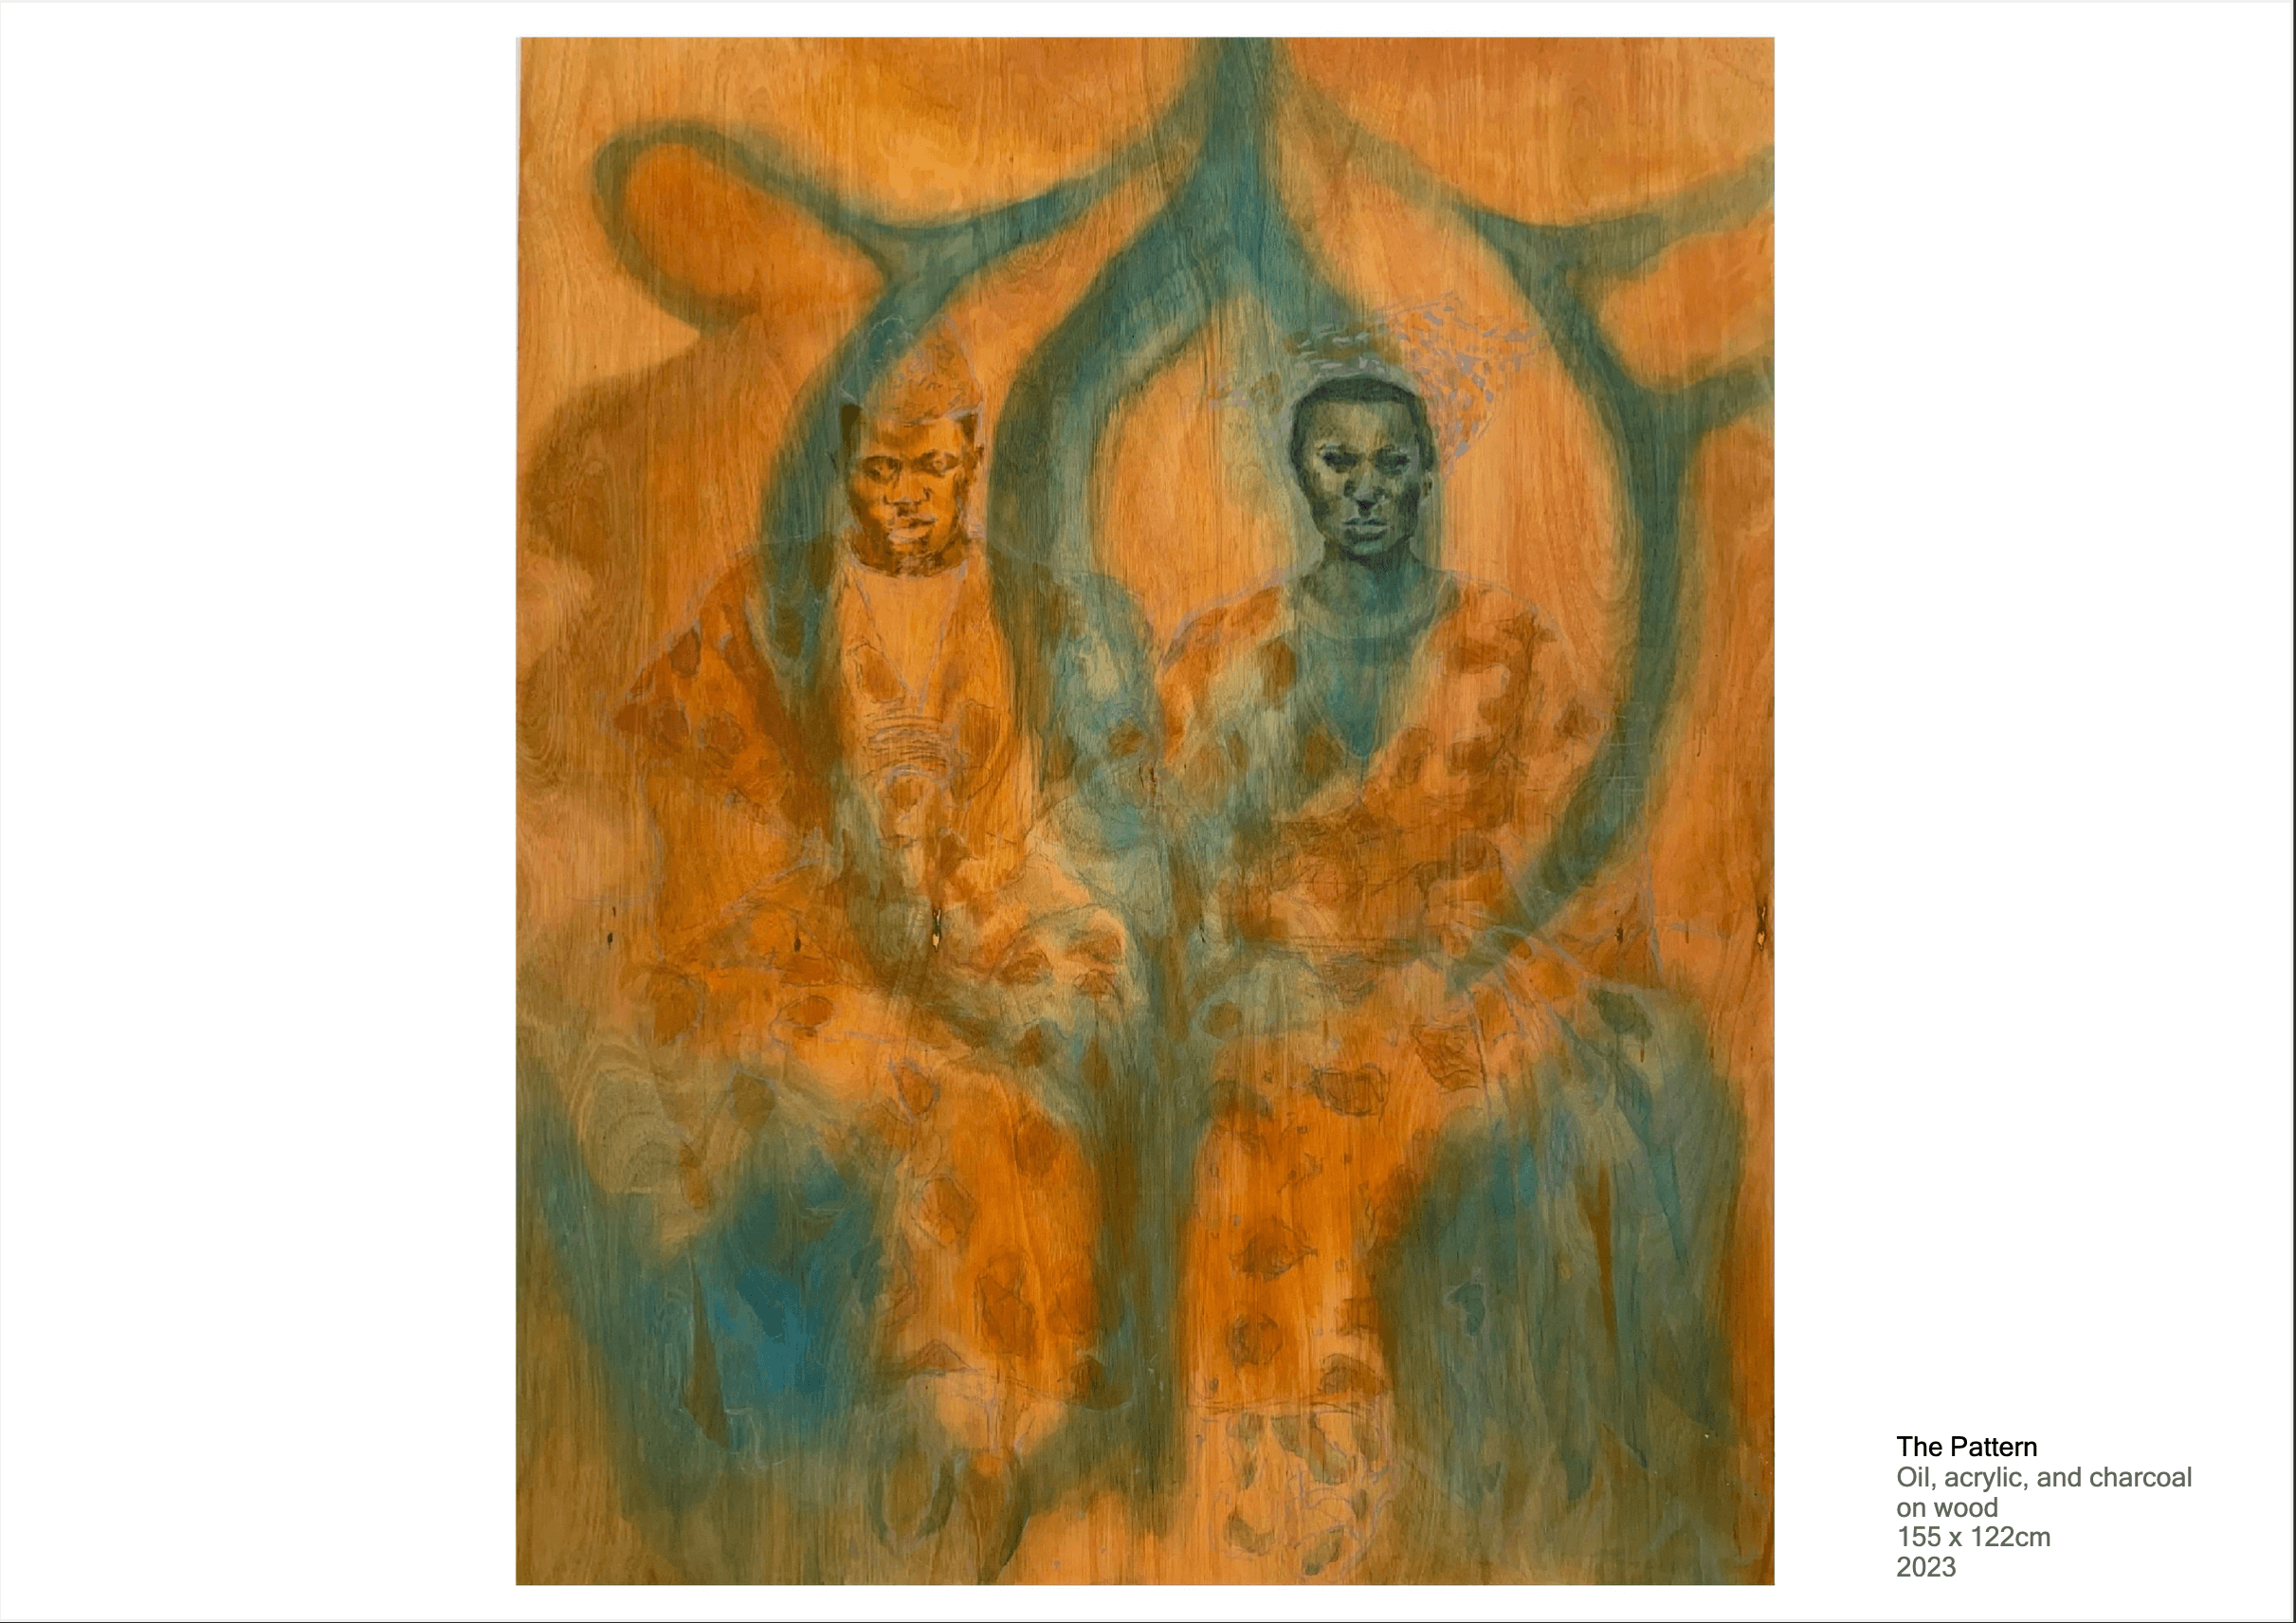 The Pattern
Oil, acrylic, and charcoal
on wood
155 x 122cm
2023